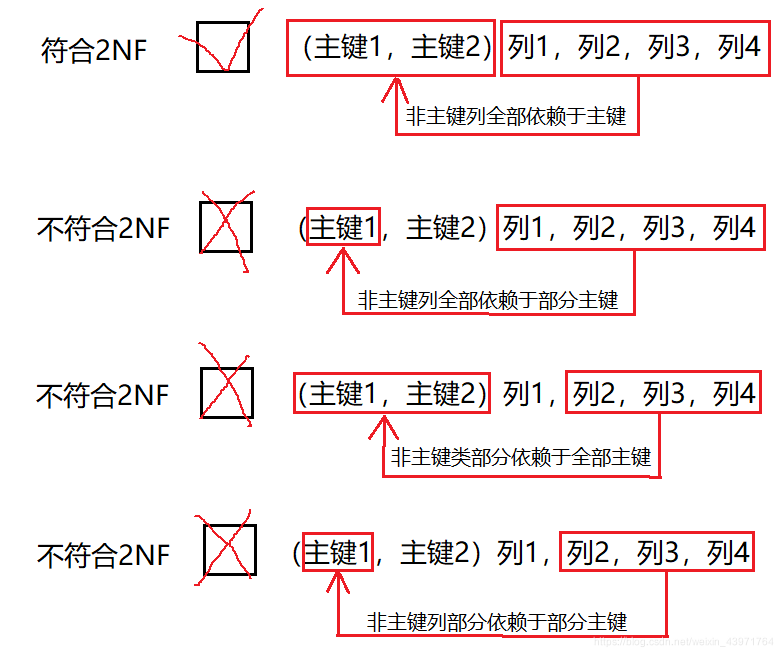 符合2NF （主键1，主键2） 列1，列2，列3，列4
非主键列全部依赖于主键
不符合2NF （主键1，主键2） 列1，列2，列3，列4
非主键列全部依赖于部分主键
不符合2NF （主键1，主键2） 列1，列2，列3，列4
非主键类部分依赖于全部主键
不符合2NF （主键1，主键2） 列1，列2，列3，列4
非主键列部分依赖于部分主键
https://blog.csdn.net/weixin_43971764